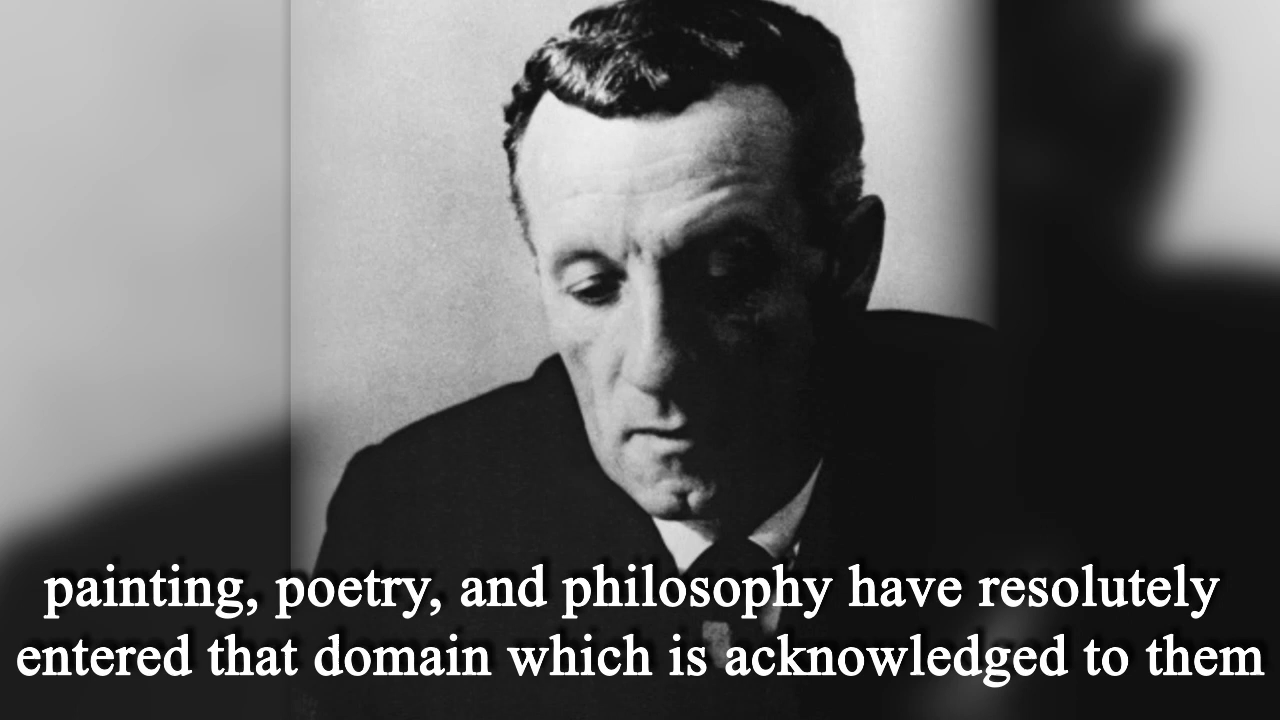 painting, poetry, and philosophy have resolutely
entered that domain which is acknowledged to them